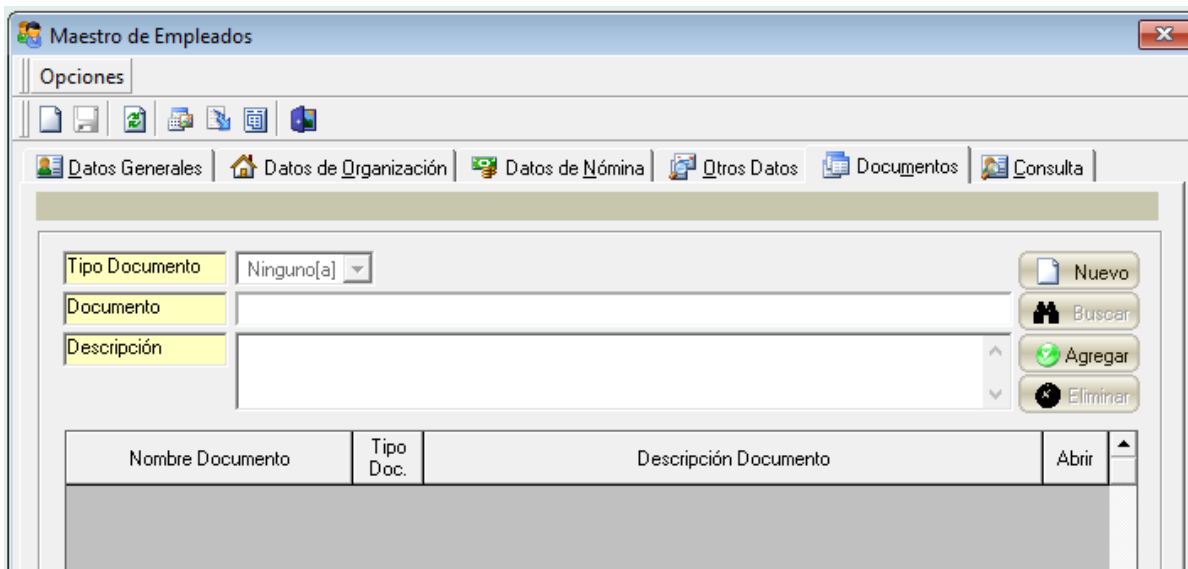 Maestro de Empleados
Opciones
Datos Generales Datos de Organización Datos de Nómina Otros Datos Documentos Consulta
Tipo Documento Ninguno[a] Nuevo
Documento Buscar
Descripción Agregar
Eliminar
Nombre Documento Tipo Doc. Descripción Documento Abrir